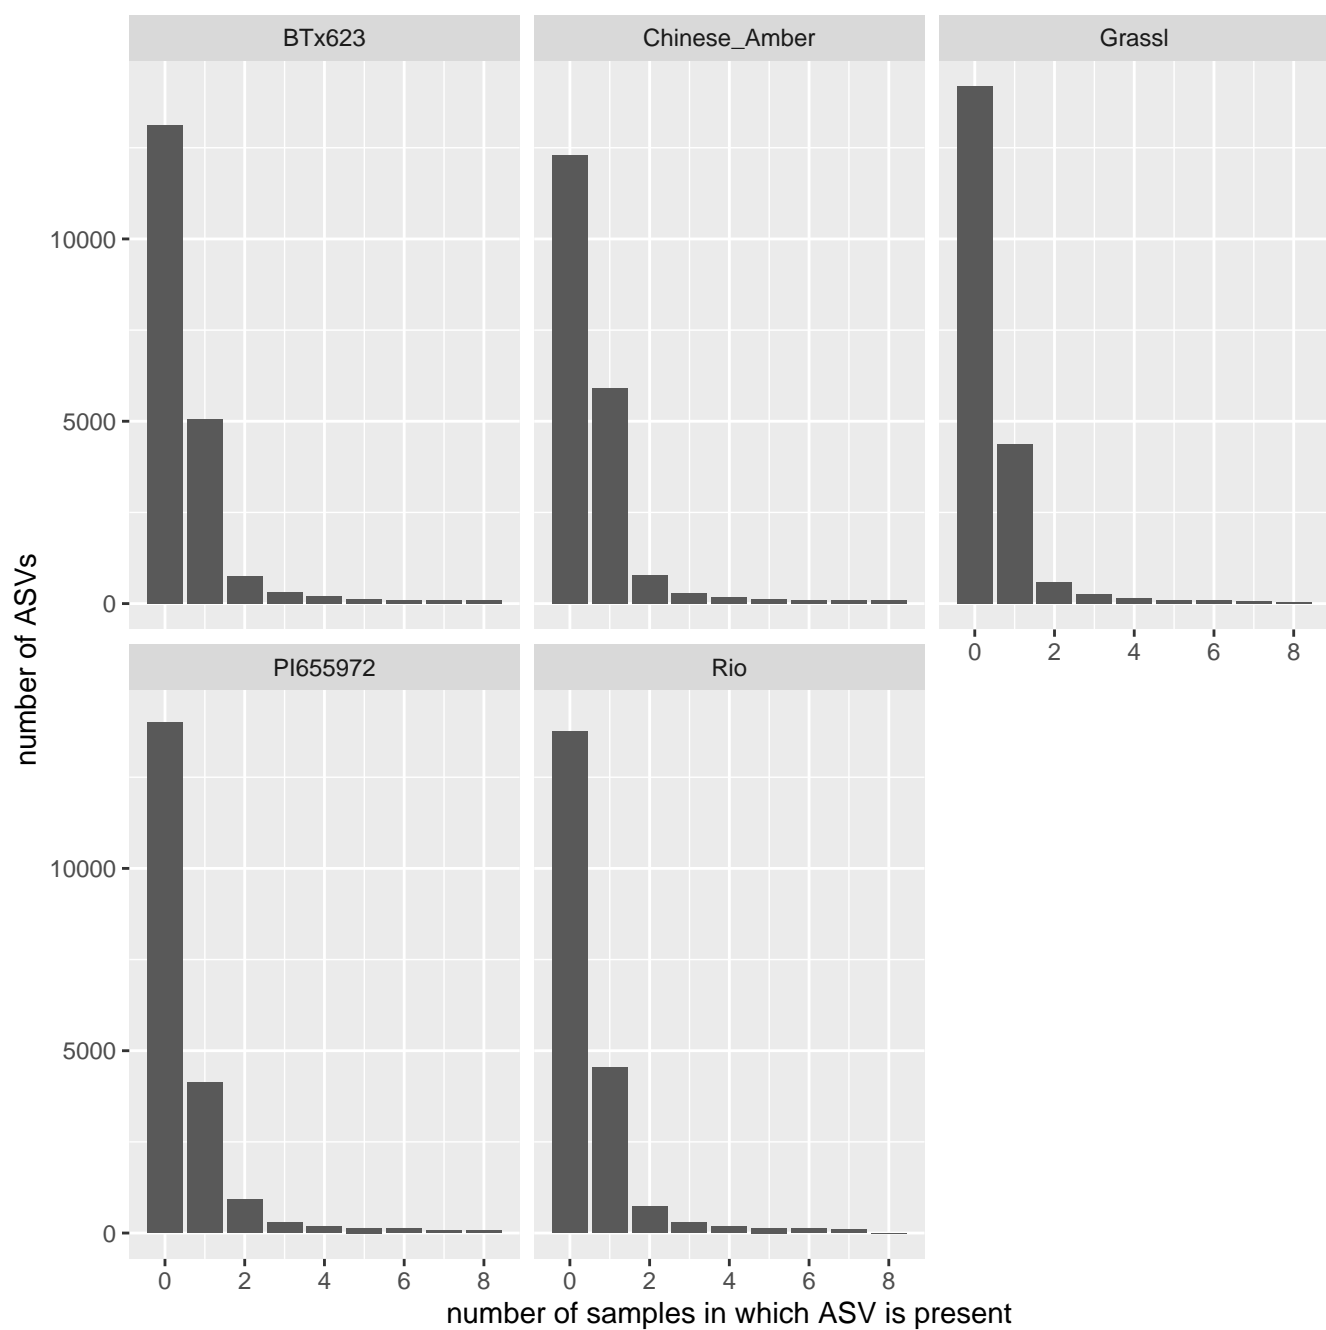 BTx623
Chinese_Amber
Grassl
10000
5000
0
0 2 4 6 8
PI655972
Rio
10000
5000
0
0 2 4 6 8
0 2 4 6 8
number of ASVs
number of samples in which ASV is present